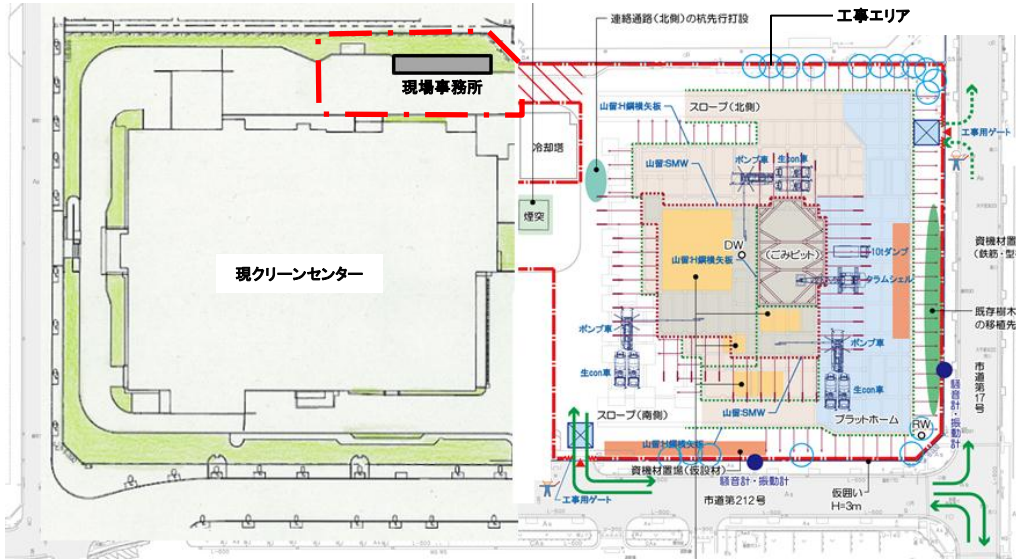 連絡通路(北側)の杭先行打設
工事エリア
現場事務所
山留:H鋼横矢板
スロープ(北側)
工事用ゲート
冷却塔
山留:SMW
ポンプ車
生con車
煙突
DW
(ごみピット)
山留:H鋼横矢板
10tダンプ
クラムシェル
資機材置
(鉄筋・型
現クリーンセンター
既存樹木
の移植先
ポンプ車
ポンプ車
生con車
生con車
市道第17号
騒音計・振動計
スロープ(南側)
山留:SMW
プラットホーム
RW
山留:H鋼横矢板
資機材置場(仮設材)
騒音計・振動計
工事用ゲート
市道第212号
仮囲い
H=3m